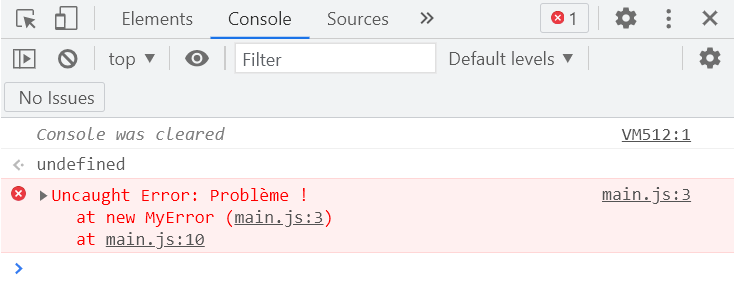 Elements Console Sources 1
top Filter Default levels
No Issues
Console was cleared VM512:1
undefined
Uncaught Error: Problème ! main.js:3
at new MyError (main.js:3)
at main.js:10